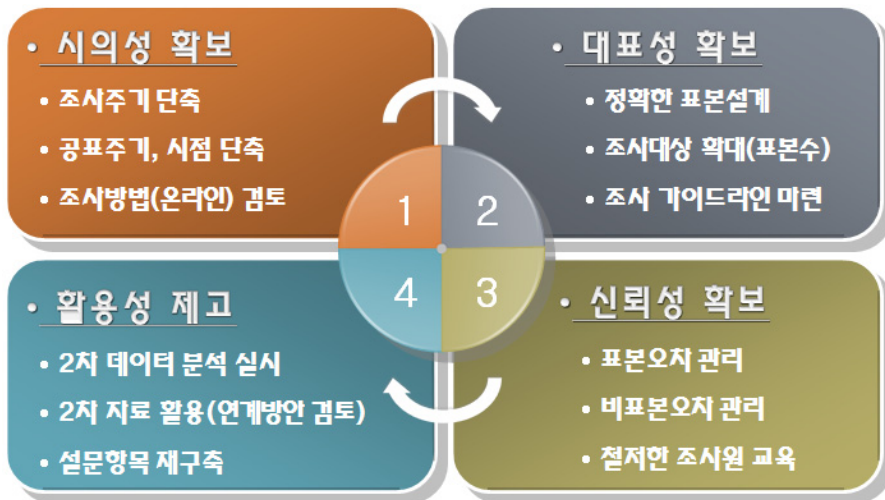 • 시의성 확보
• 조사주기 단축
• 공표주기, 시점 단축
• 조사방법(온라인) 검토
• 대표성 확보
• 정확한 표본설계
• 조사대상 확대(표본수)
• 조사 가이드라인 마련
1
2
4
3
• 활용성 제고
• 2차 데이터 분석 실시
• 2차 자료 활용(연계방안 검토)
• 설문항목 재구축
• 신뢰성 확보
• 표본오차 관리
• 비표본오차 관리
• 철저한 조사원 교육